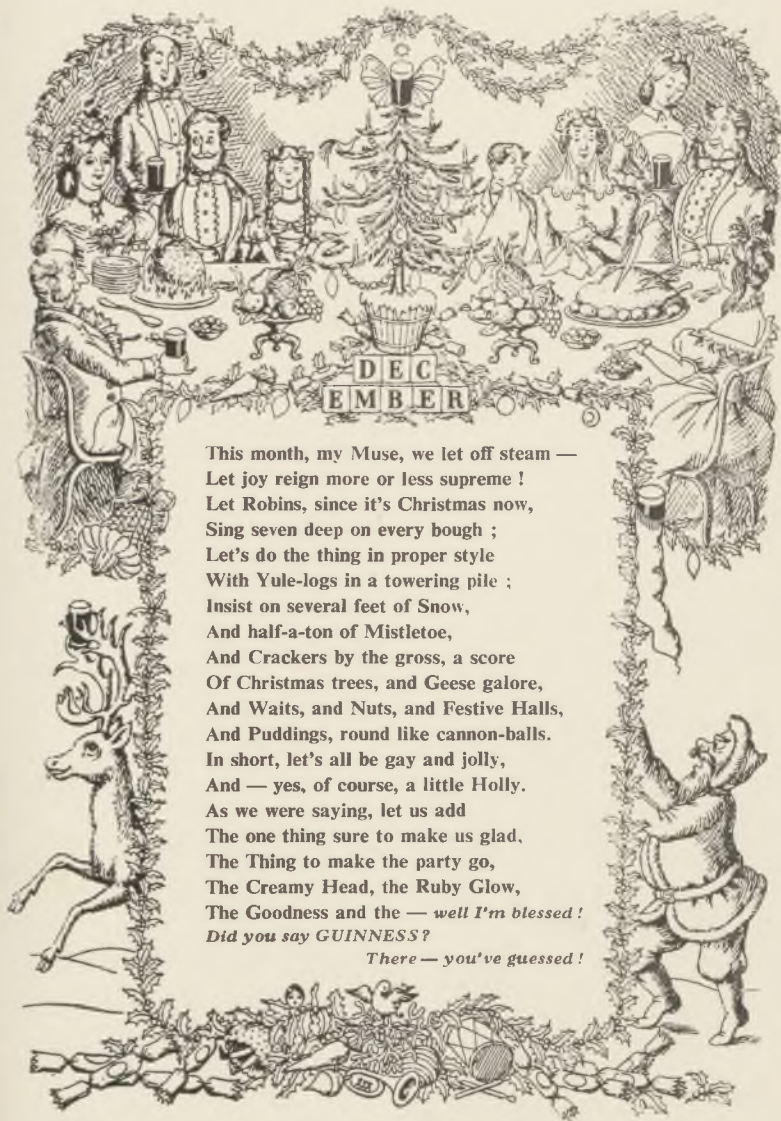 DEC
EMBER
This month, my Muse, we let off steam —
Let joy reign more or less supreme !
Let Robins, since it's Christmas now,
Sing seven deep on every bough ;
Let's do the thing in proper style
With Yule-logs in a towering pile ;
Insist on several feet of Snow,
And half-a-ton of Mistletoe,
And Crackers by the gross, a score
Of Christmas trees, and Geese galore,
And Waits, and Nuts, and Festive Halls,
And Puddings, round like cannon-balls.
In short, let's all be gay and jolly,
And — yes, of course, a little Holly.
As we were saying, let us add
The one thing sure to make us glad,
The Thing to make the party go,
The Creamy Head, the Ruby Glow,
The Goodness and the — well I'm blessed !
Did you say GUINNESS ?
There — you've guessed !